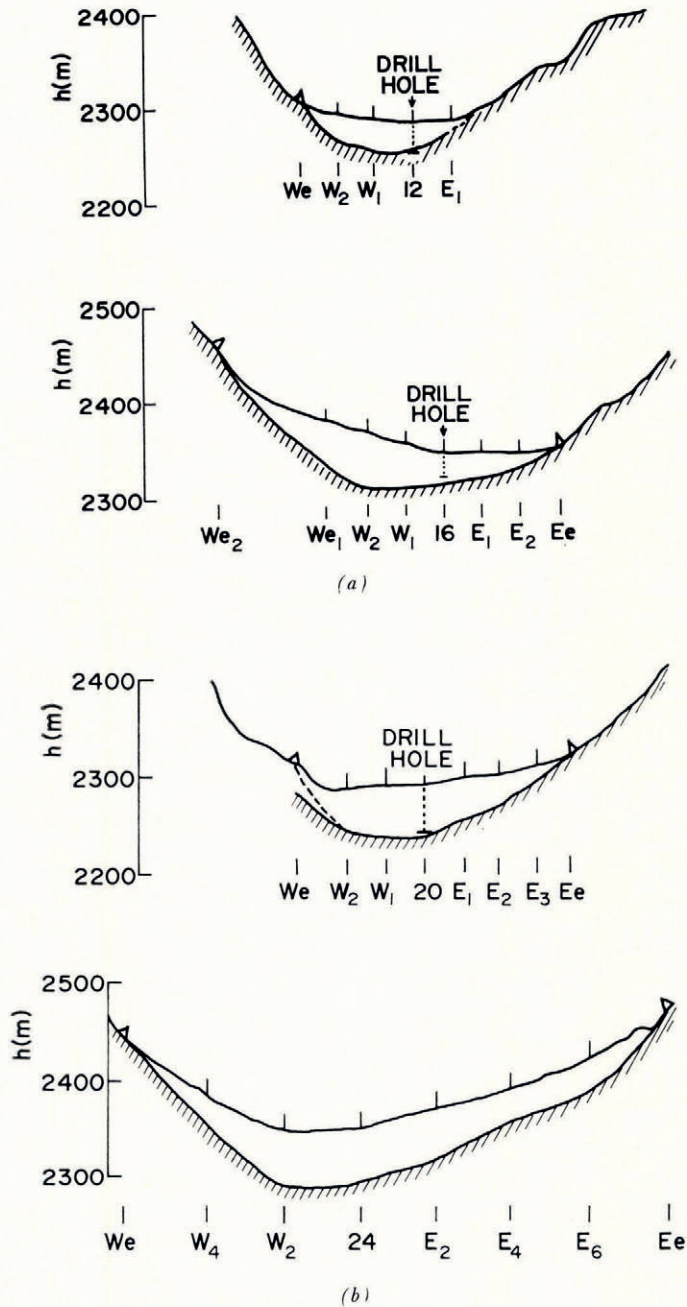 h(m)
2400
2300
2200
DRILL
HOLE
We W₂ W₁ 12 E₁
h(m)
2500
2400
2300
DRILL
HOLE
We₂ We₁ W₂ W₁ 16 E₁ E₂ Ee
(a)
h(m)
2400
2300
2200
DRILL
HOLE
We W₂ W₁ 20 E₁ E₂ E₃ Ee
h(m)
2500
2400
2300
We W₄ W₂ 24 E₂ E₄ E₆ Ee
(b)